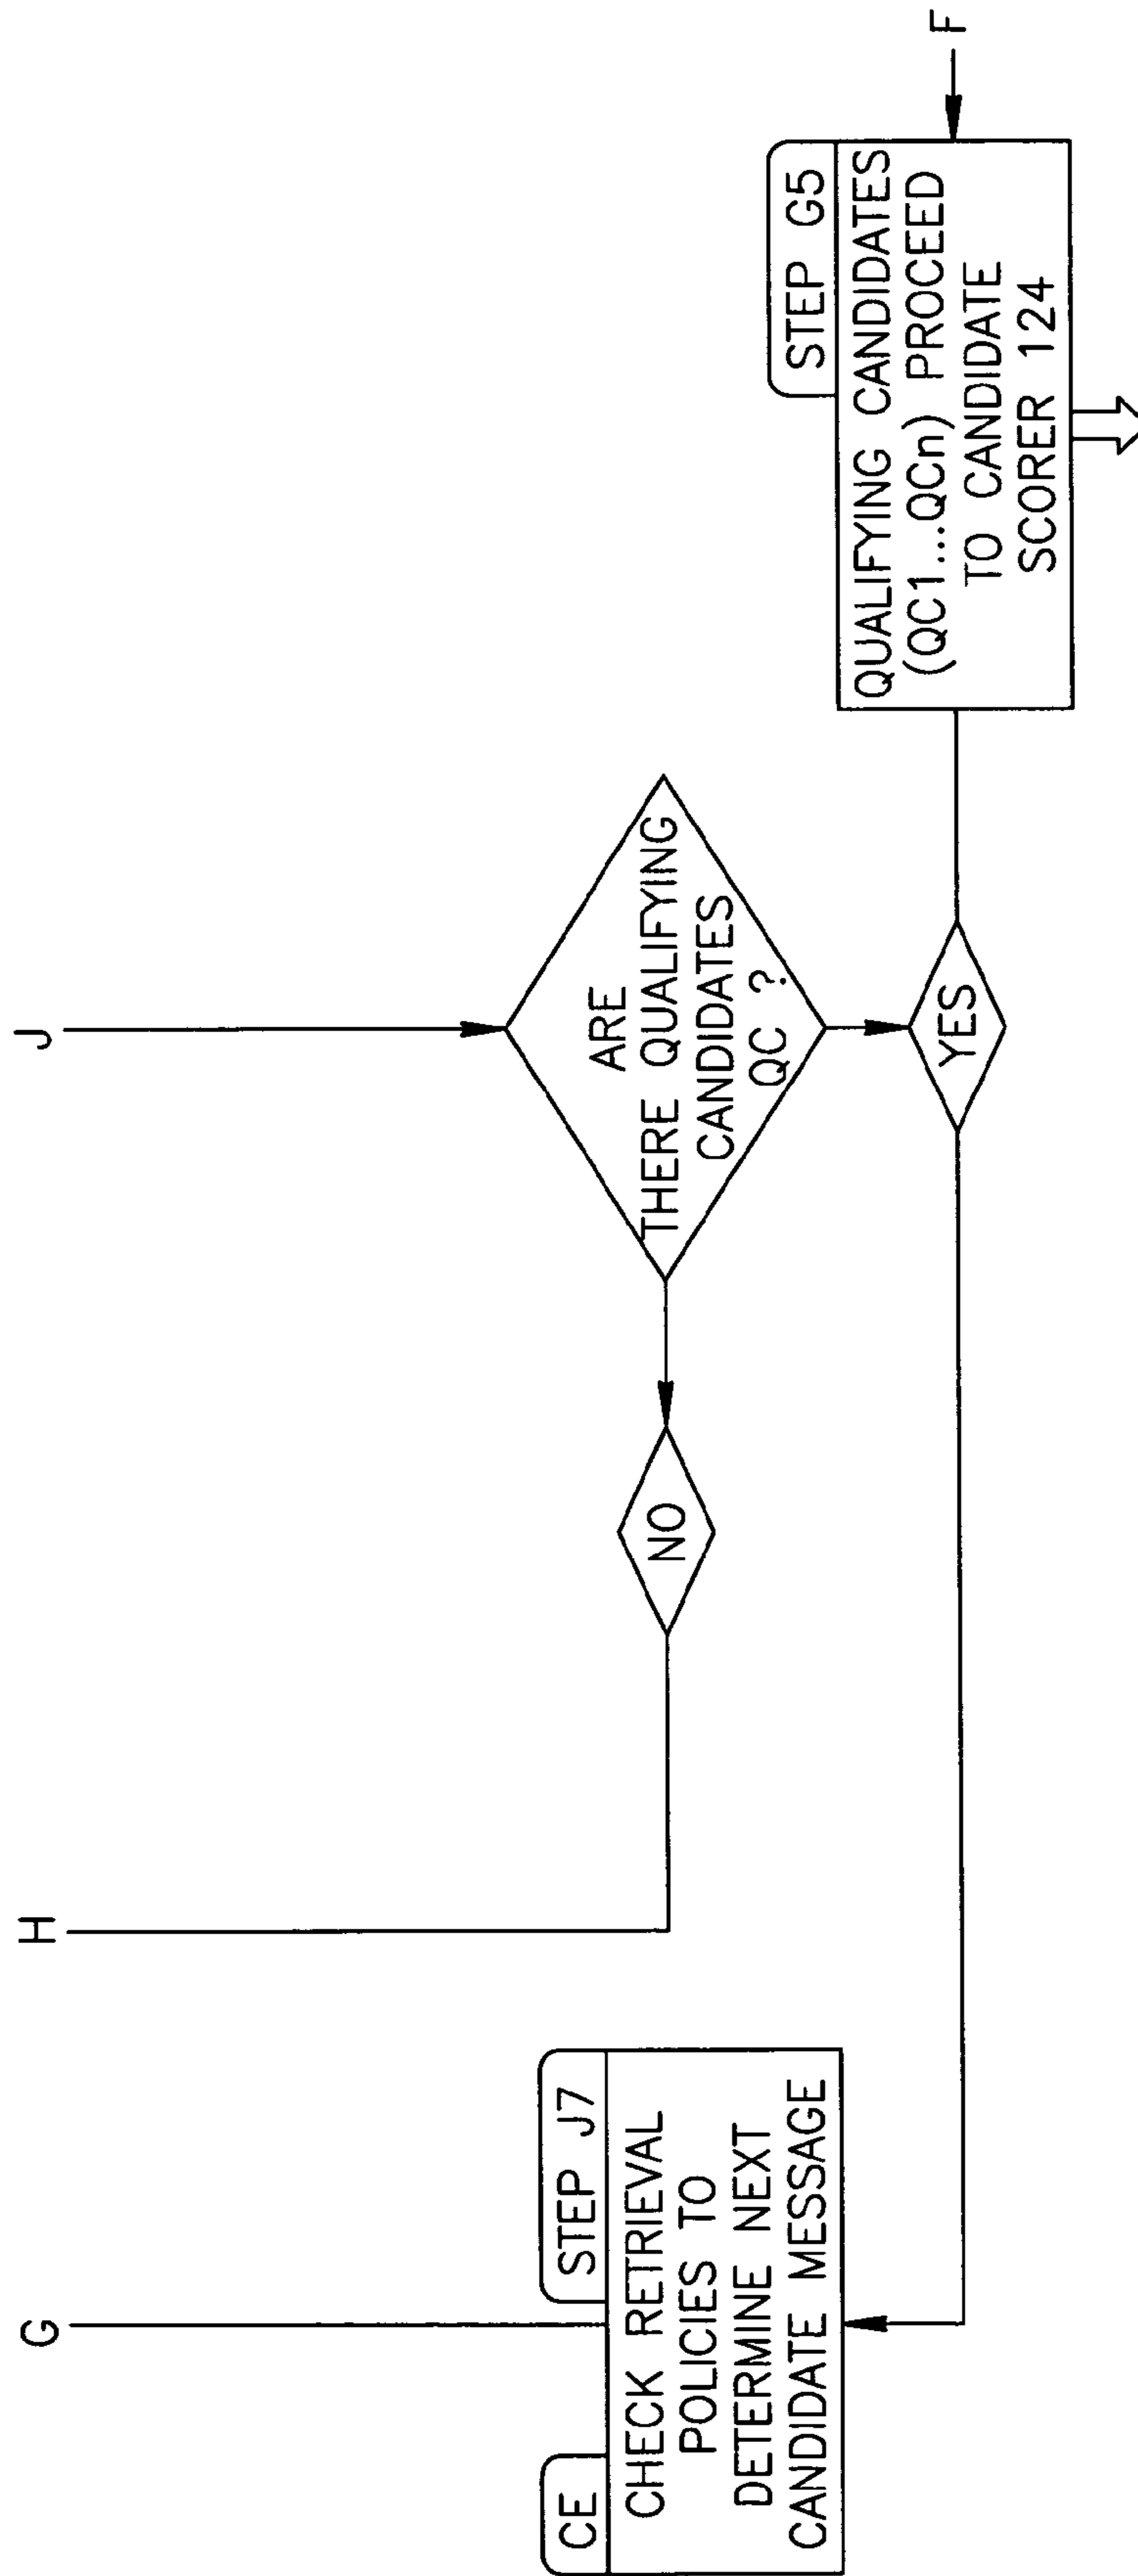 G
H
J
CE
STEP J7
CHECK RETRIEVAL
POLICIES TO
DETERMINE NEXT
CANDIDATE MESSAGE
NO
ARE
THERE QUALIFYING
CANDIDATES
QC ?
YES
STEP G5
QUALIFYING CANDIDATES
(QC1...QCn) PROCEED
TO CANDIDATE
SCORER 124
F